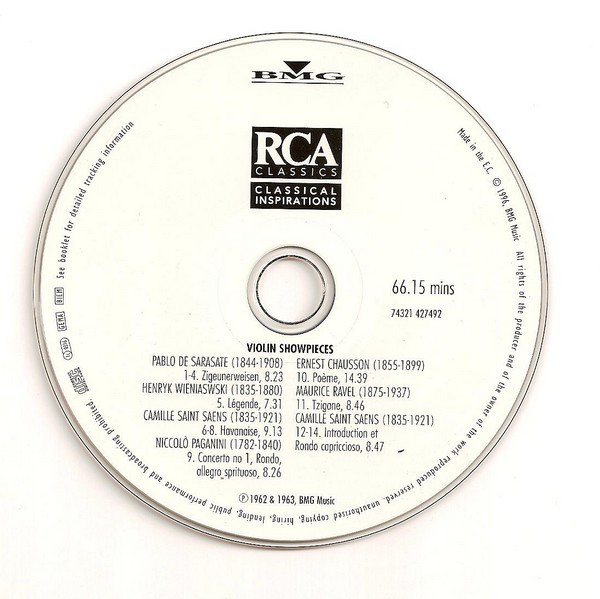 BMG
RCA
CLASSICS
CLASSICAL
INSPIRATIONS
66.15 mins
74321 427492
VIOLIN SHOWPIECES
PABLO DE SARASATE (1844-1908)
1-4. Zigeunerweisen, 8.23
HENRYK WIENIASWSKI (1835-1880)
5. Légende, 7.31
CAMILLE SAINT SAENS (1835-1921)
6-8. Havanaise, 9.13
NICCOLÒ PAGANINI (1782-1840)
9. Concerto no 1, Rondo,
allegro sprituoso, 8.26
ERNEST CHAUSSON (1855-1899)
10. Poème, 14.39
MAURICE RAVEL (1875-1937)
11. Tzigane, 8.46
CAMILLE SAINT SAENS (1835-1921)
12-14. Introduction et
Rondo capriccioso, 8.47
℗ 1962 & 1963, BMG Music
See booklet for detailed tracking information
BIEM
GEMA
Made in the E.C. © 1996, BMG Music All rights of the producer and of the owner of the work reproduced reserved. Unauthorised copying, hiring, lending, public performance and broadcasting prohibited.